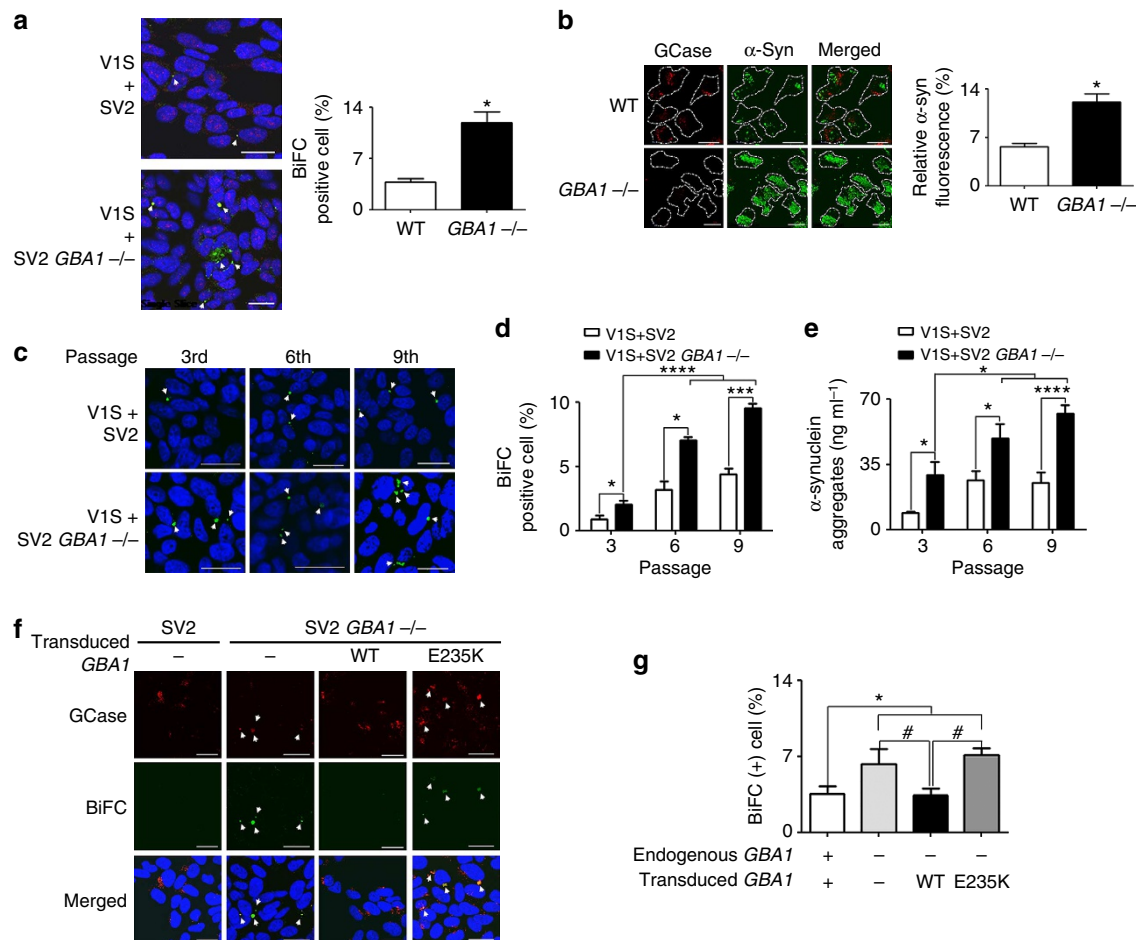 a
V1S
+
SV2
V1S
+
SV2 GBA1 –/–
Single Slice
BiFC
positive cell (%)
14
7
0
*
WT
GBA1 –/–
b
GCase
α-Syn
Merged
WT
GBA1 –/–
Relative α-syn
fluorescence (%)
14
7
0
*
WT
GBA1 –/–
c
Passage
3rd
6th
9th
V1S +
SV2
V1S +
SV2 GBA1 –/–
d
V1S+SV2
V1S+SV2 GBA1 –/–
****
***
*
*
BiFC
positive cell (%)
10
5
0
3
6
9
Passage
e
V1S+SV2
V1S+SV2 GBA1 –/–
*
****
*
*
α-synuclein
aggregates (ng ml⁻¹)
70
35
0
3
6
9
Passage
f
Transduced
GBA1
SV2
SV2 GBA1 –/–
–
–
WT
E235K
GCase
BiFC
Merged
g
BiFC (+) cell (%)
14
7
0
*
#
#
Endogenous GBA1
+
–
–
–
Transduced GBA1
+
–
WT
E235K